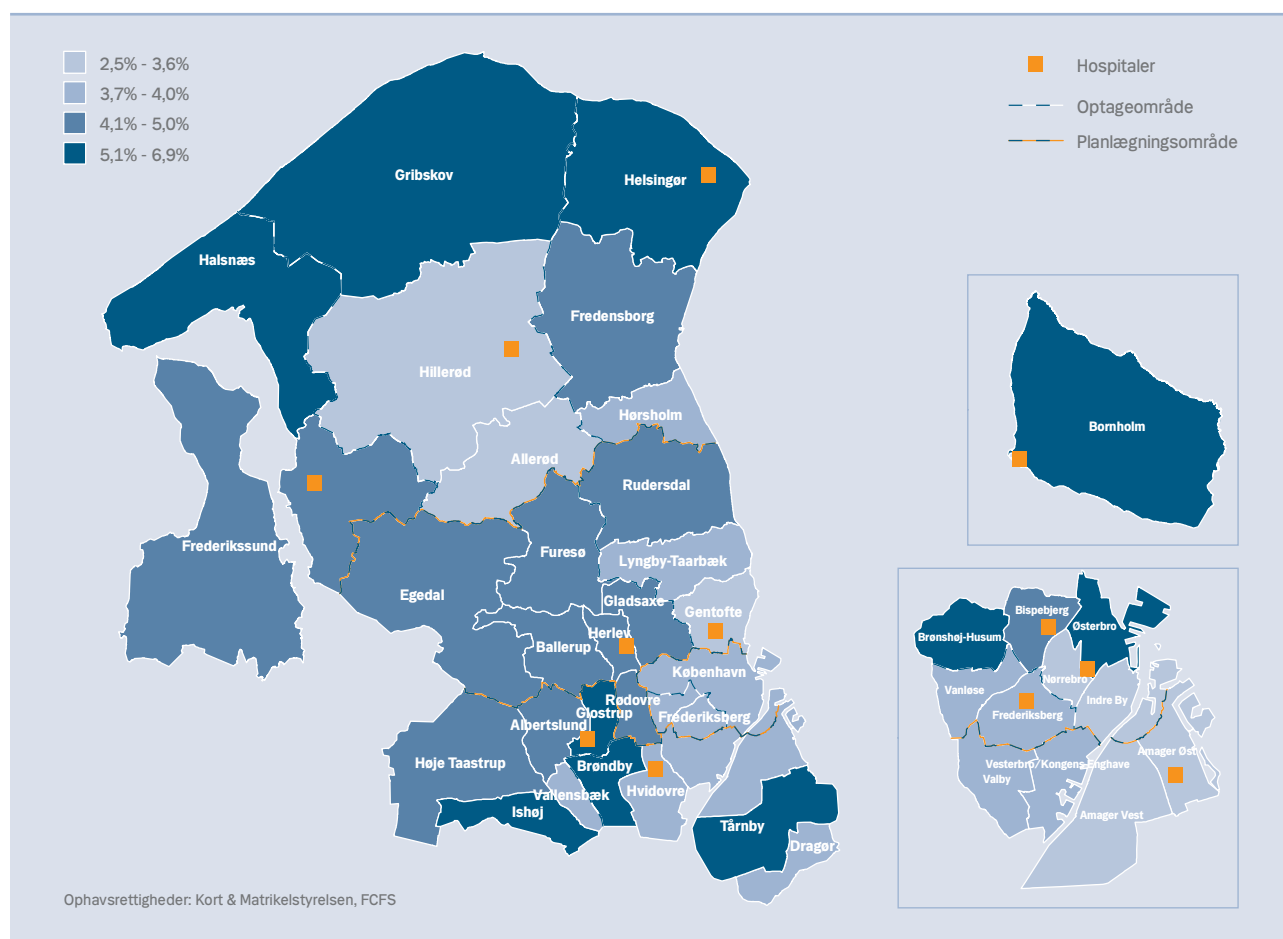 2,5% - 3,6%
3,7% - 4,0%
4,1% - 5,0%
5,1% - 6,9%
Hospitaler
Optageområde
Planlægningsområde
Gribskov
Helsingør
Halsnæs
Fredensborg
Hillerød
Hørsholm
Allerød
Rudersdal
Frederikssund
Furesø
Lyngby-Taarbæk
Egedal
Gladsaxe
Gentofte
Herlev
Ballerup
København
Rødovre
Glostrup
Frederiksberg
Albertslund
Høje Taastrup
Brøndby
Vallensbæk
Hvidovre
Ishøj
Tårnby
Dragør
Bornholm
Bispebjerg
Østerbro
Brønshøj-Husum
Nørrebro
Vanløse
Indre By
Frederiksberg
Amager Øst
Vesterbro/Kongens Enghave
Valby
Amager Vest
Ophavsrettigheder: Kort & Matrikelstyrelsen, FCFS